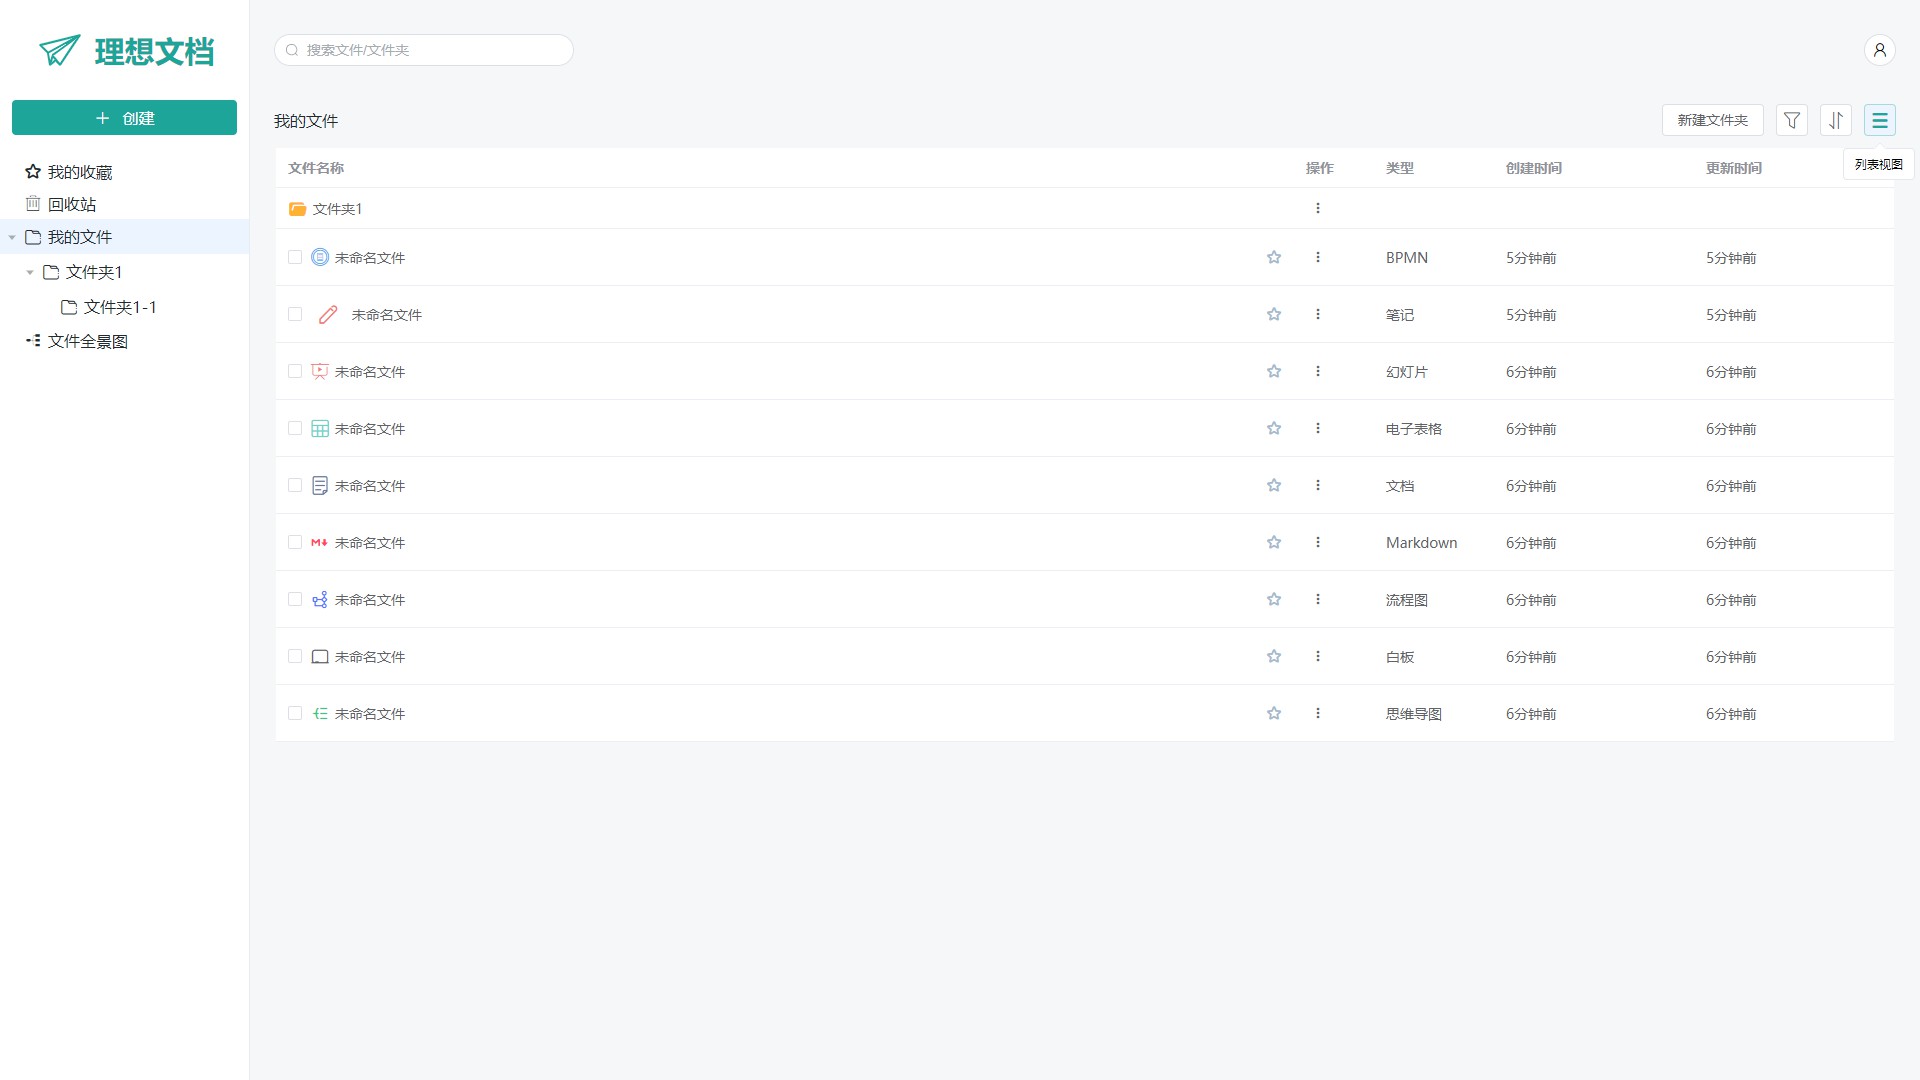 理想文档
创建
我的收藏
回收站
我的文件
文件夹1
文件夹1-1
文件全景图
搜索文件/文件夹
我的文件
新建文件夹
列表视图
文件名称 操作 类型 创建时间 更新时间
文件夹1
未命名文件 BPMN 5分钟前 5分钟前
未命名文件 笔记 5分钟前 5分钟前
未命名文件 幻灯片 6分钟前 6分钟前
未命名文件 电子表格 6分钟前 6分钟前
未命名文件 文档 6分钟前 6分钟前
未命名文件 Markdown 6分钟前 6分钟前
未命名文件 流程图 6分钟前 6分钟前
未命名文件 白板 6分钟前 6分钟前
未命名文件 思维导图 6分钟前 6分钟前